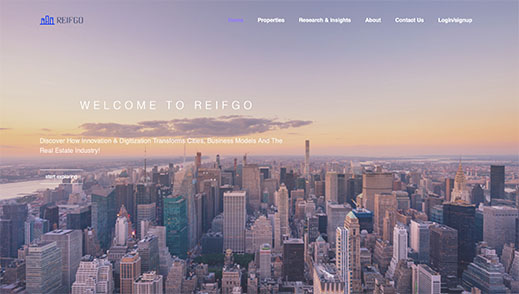 REIFGO
Home Properties Research & Insights About Contact Us Login/signup
WELCOME TO REIFGO
Discover How Innovation & Digitization Transforms Cities, Business Models And The
Real Estate Industry!
start exploring